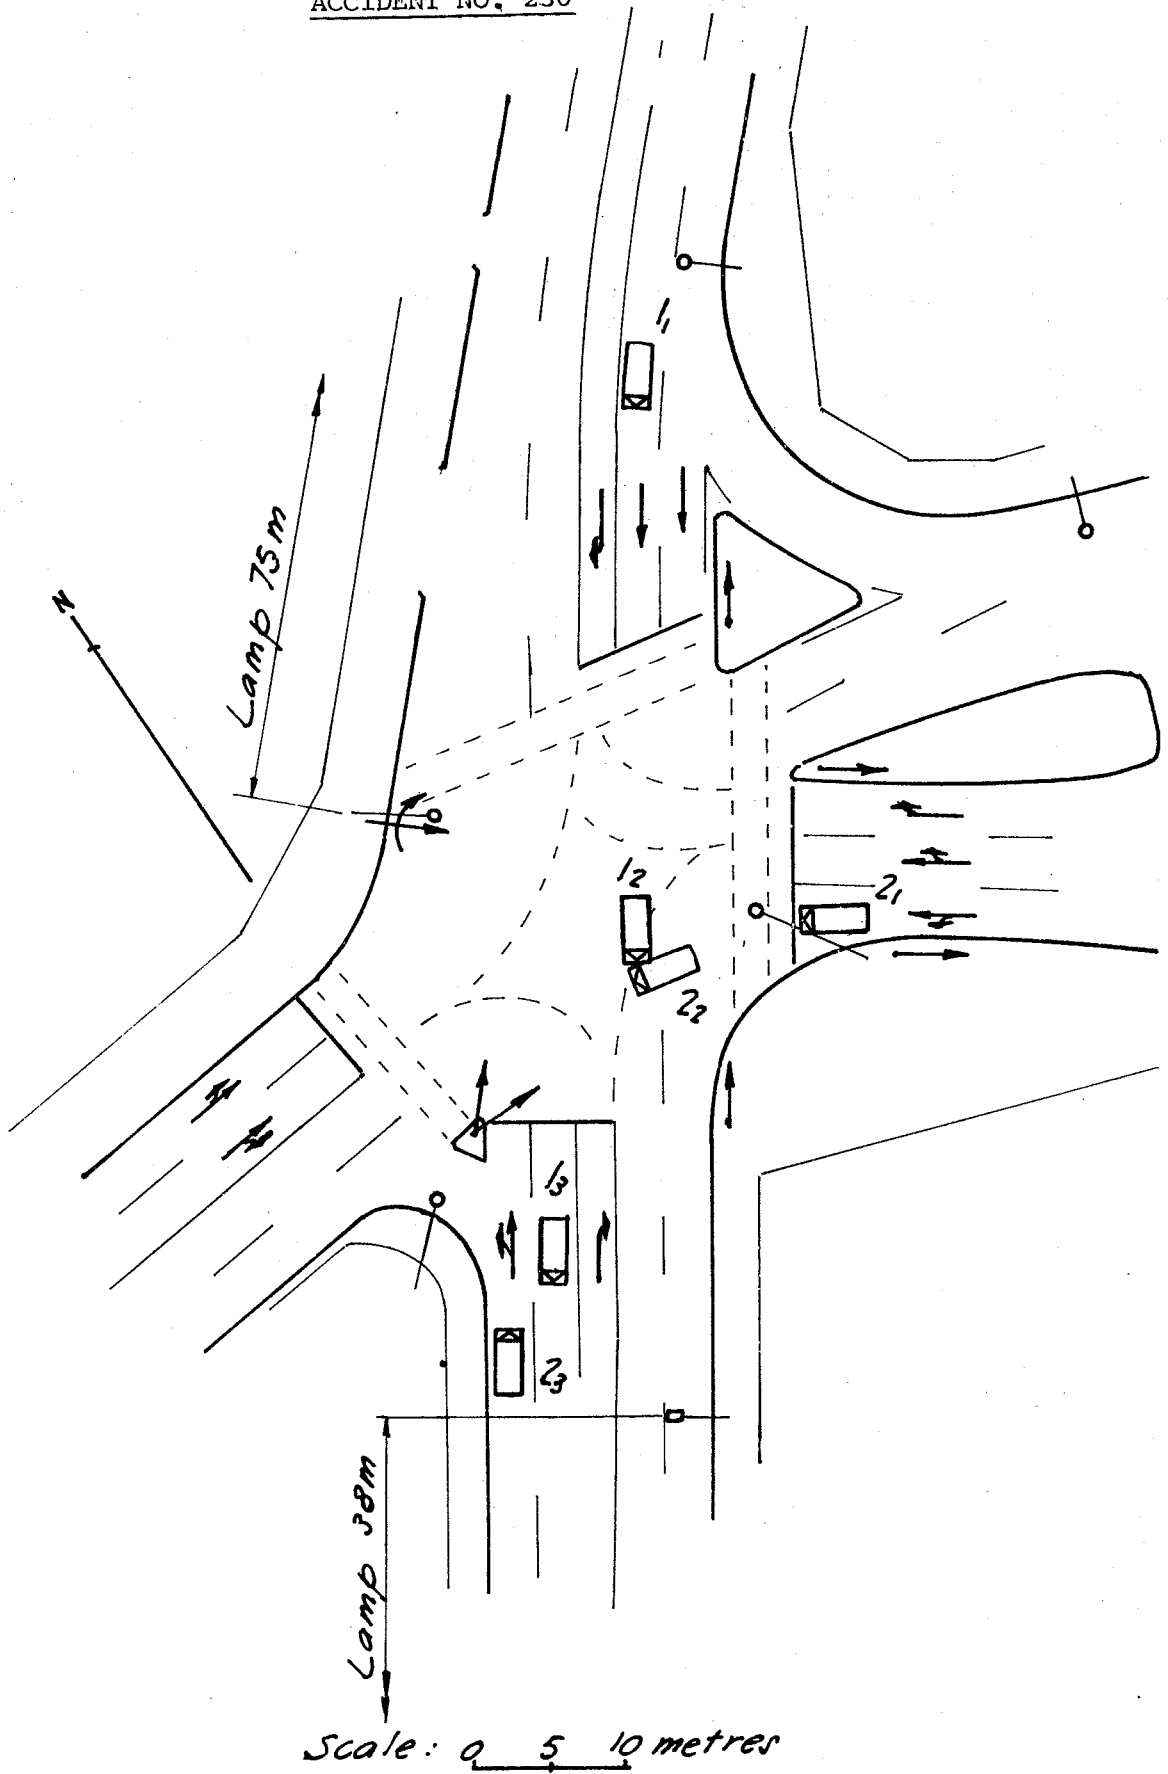 ACCIDENT NO. 230
1₁
Lamp 75m
N
1₂
2₁
2₂
1₃
2₃
Lamp 38m
Scale: 0 5 10 metres